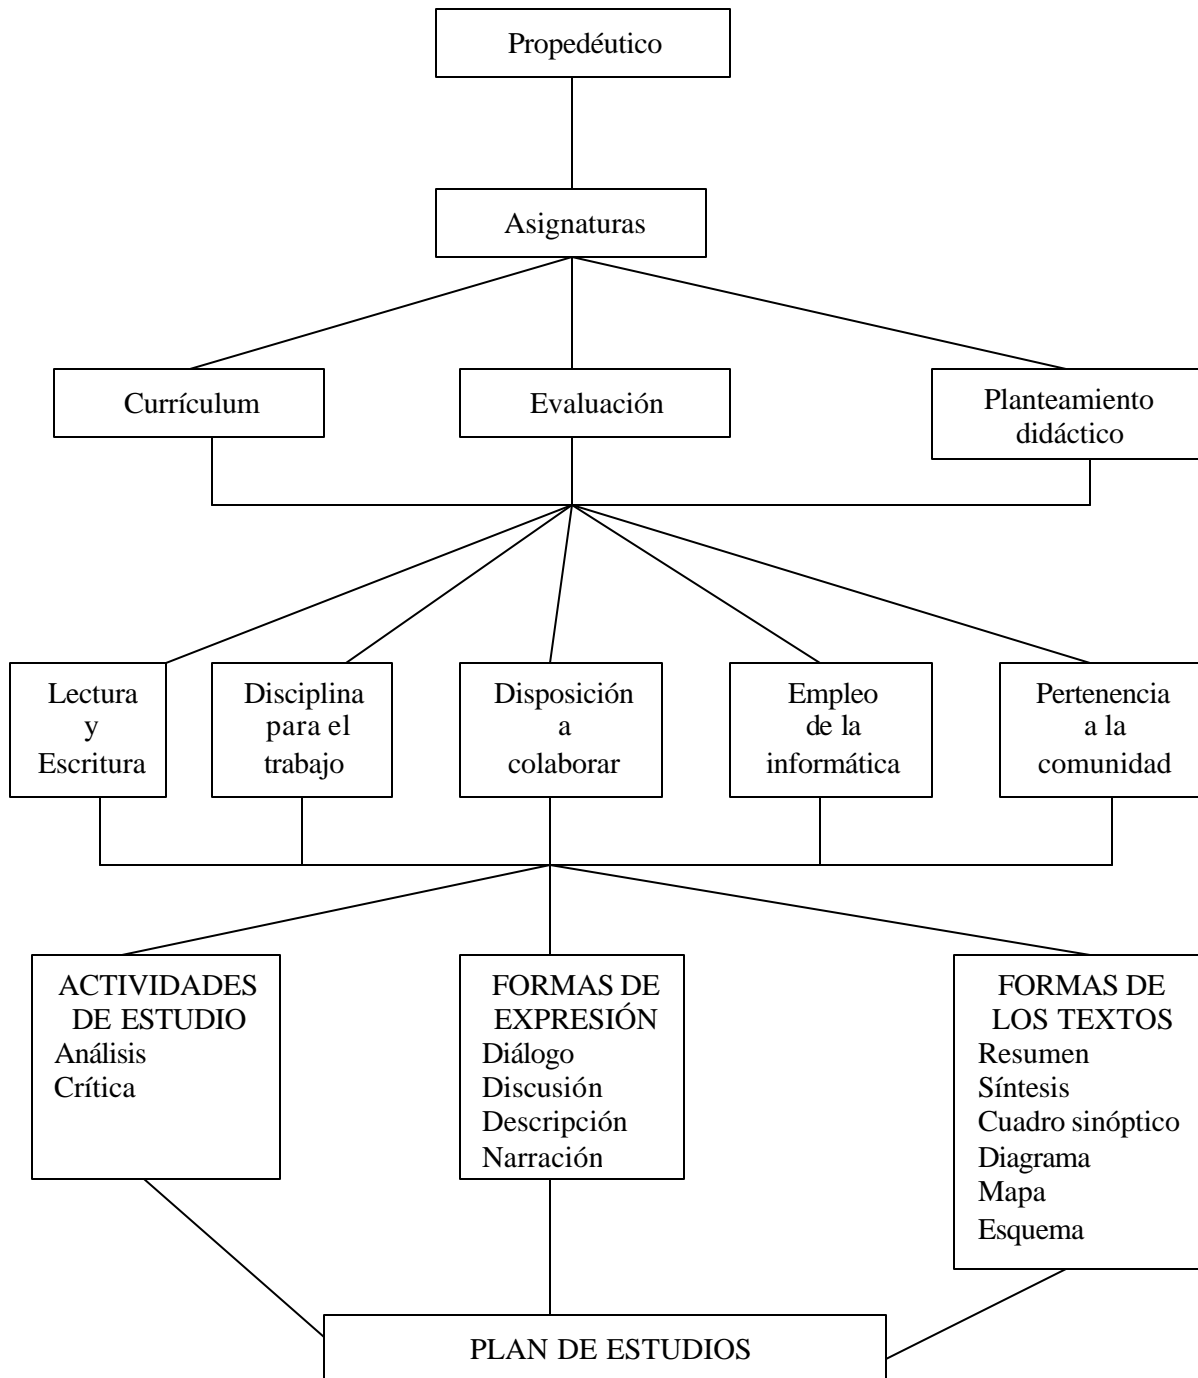 Propedéutico
Asignaturas
Currículum
Evaluación
Planteamiento
didáctico
Lectura
y
Escritura
Disciplina
para el
trabajo
Disposición
a
colaborar
Empleo
de la
informática
Pertenencia
a la
comunidad
ACTIVIDADES
DE ESTUDIO
Análisis
Crítica
FORMAS DE
EXPRESIÓN
Diálogo
Discusión
Descripción
Narración
FORMAS DE
LOS TEXTOS
Resumen
Síntesis
Cuadro sinóptico
Diagrama
Mapa
Esquema
PLAN DE ESTUDIOS